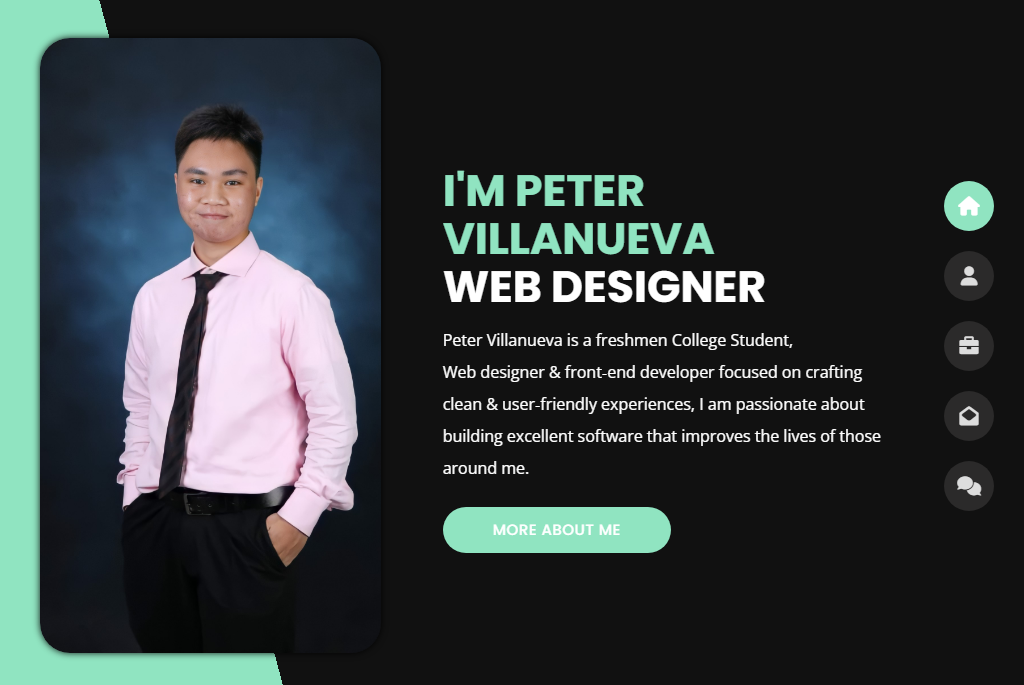 I'M PETER
VILLANUEVA
WEB DESIGNER
Peter Villanueva is a freshmen College Student,
Web designer & front-end developer focused on crafting
clean & user-friendly experiences, I am passionate about
building excellent software that improves the lives of those
around me.
MORE ABOUT ME